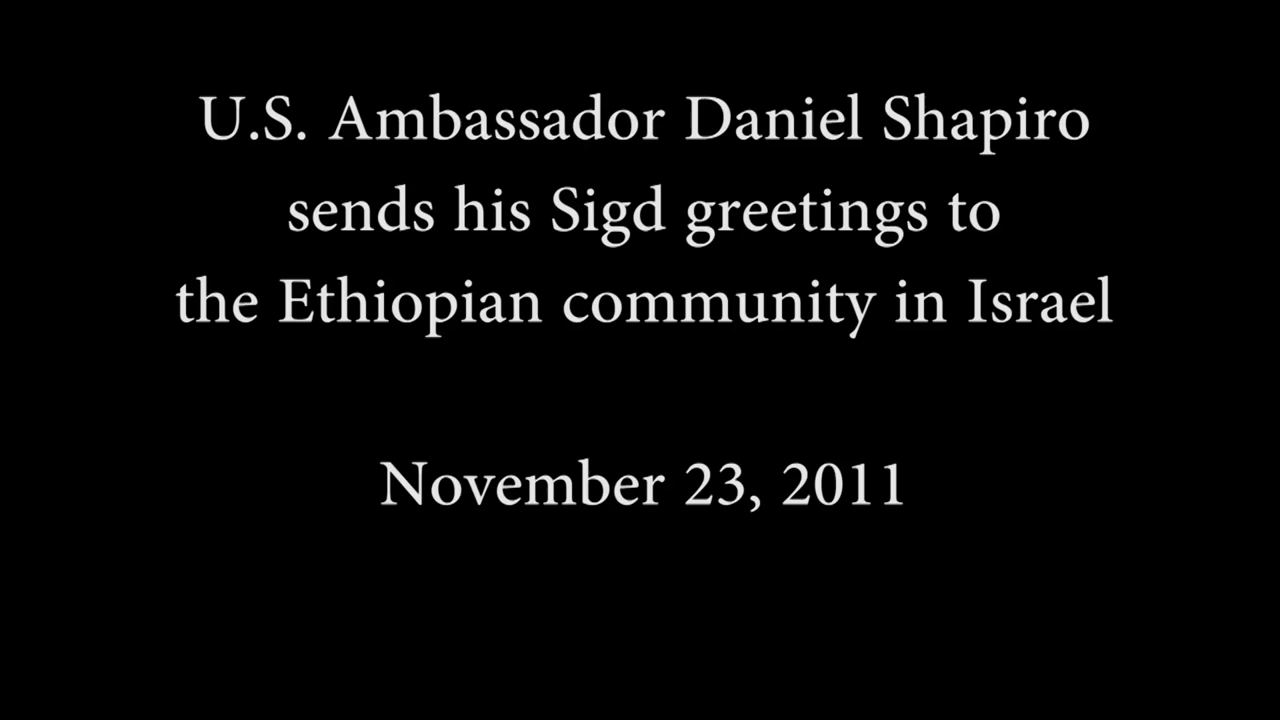 U.S. Ambassador Daniel Shapiro
sends his Sigd greetings to
the Ethiopian community in Israel
November 23, 2011